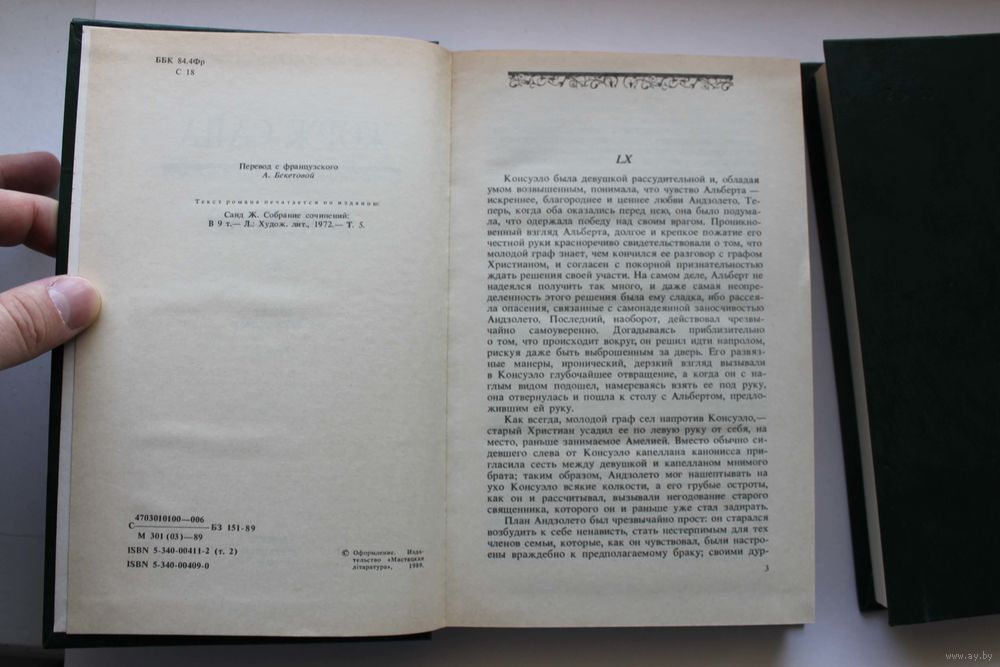 ББК 84.4Фр
С 18
Перевод с французского
А. Бекетовой
Текст романа печатается по изданию:
Санд Ж. Собрание сочинений:
В 9 т.— Л.: Худож. лит., 1972.— Т. 5.
4703010100—006
С БЗ 151-89
М 301 (03)—89
ISBN 5-340-00411-2 (т. 2)
ISBN 5-340-00409-0
© Оформление. Изда-
тельство «Мастацкая
літаратура», 1989.
LX
Консуэло была девушкой рассудительной и, обладая
умом возвышенным, понимала, что чувство Альберта —
искреннее, благороднее и ценнее любви Андзолето. Те-
перь, когда оба оказались перед нею, она было подума-
ла, что одержала победу над своим врагом. Проникно-
венный взгляд Альберта, долгое и крепкое пожатие его
честной руки красноречиво свидетельствовали о том, что
молодой граф знает, чем кончился ее разговор с графом
Христианом, и согласен с покорной признательностью
ждать решения своей участи. На самом деле, Альберт не
надеялся получить так много, и даже самая неопре-
деленность этого решения была ему сладка, ибо рассея-
ла опасения, связанные с самонадеянной заносчивостью
Андзолето. Последний, наоборот, действовал чрезвы-
чайно самоуверенно. Догадываясь приблизительно
о том, что происходит вокруг, он решил идти напролом,
рискуя даже быть выброшенным за дверь. Его развяз-
ные манеры, иронический, дерзкий взгляд вызывали
в Консуэло глубочайшее отвращение, а когда он с наг-
лым видом подошел, намереваясь взять ее под руку,
она отвернулась и пошла к столу с Альбертом, предло-
жившим ей руку.
Как всегда, молодой граф сел напротив Консуэло,—
старый Христиан усадил ее по левую руку от себя, на
место, раньше занимаемое Амелией. Вместо обычно си-
девшего слева от Консуэло капеллана канонисса при-
гласила сесть между девушкой и капелланом мнимого
брата; таким образом, Андзолето мог нашептывать на
ухо Консуэло всякие колкости, а его грубые остроты,
как он и рассчитывал, вызывали негодование старого
священника, которого он и раньше уже стал задирать.
План Андзолето был чрезвычайно прост: он старался
возбудить к себе ненависть, стать нестерпимым для тех
членов семьи, которые, как он чувствовал, были настро-
ены враждебно к предполагаемому браку; своими дур-
3
www.ay.by